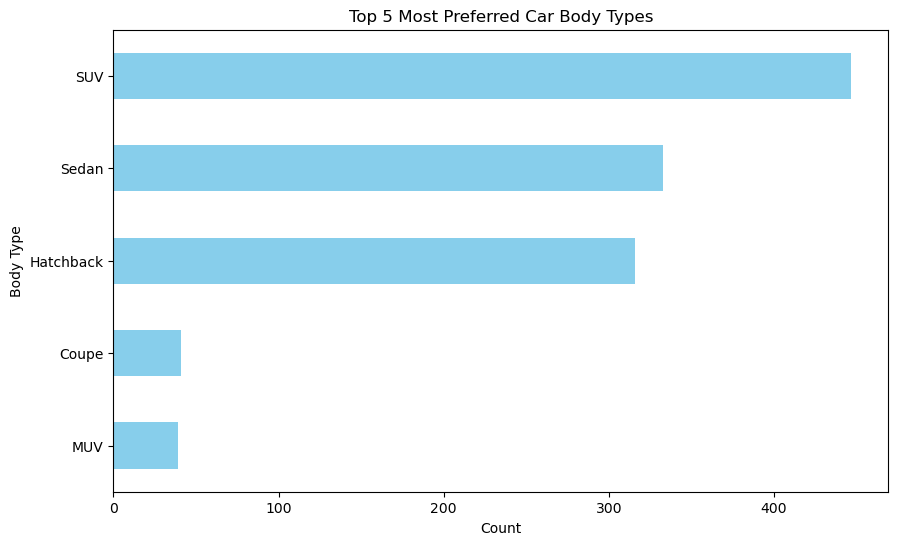 Top 5 Most Preferred Car Body Types
SUV
Sedan
Hatchback
Coupe
MUV
Body Type
0 100 200 300 400
Count